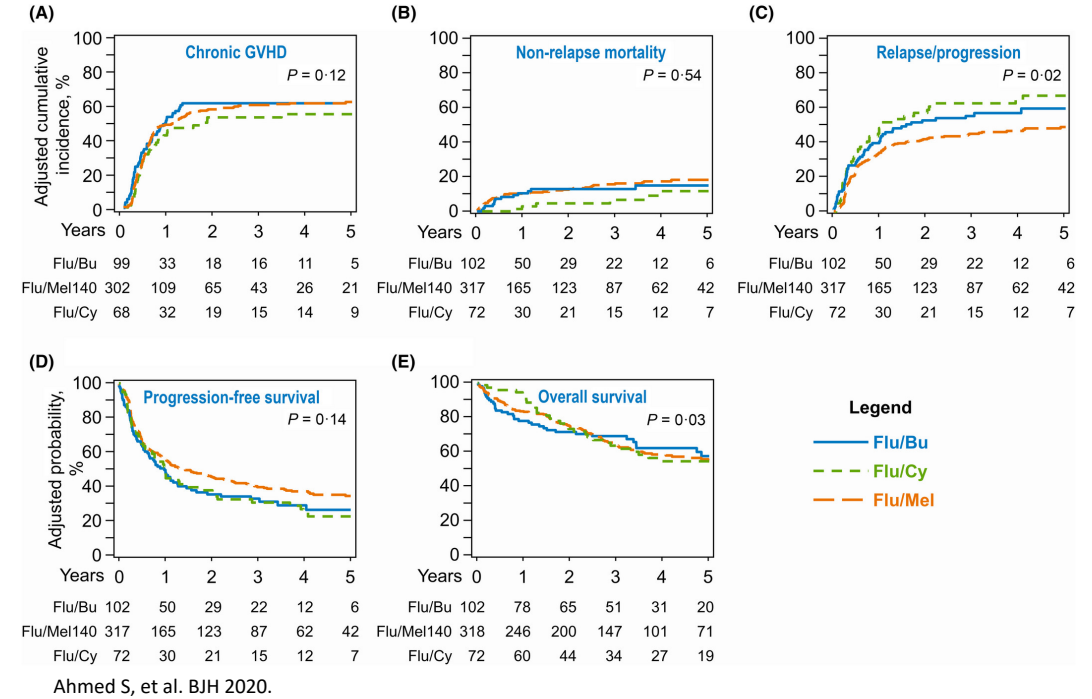 (A)
Adjusted cumulative
incidence, %
100
80
60
40
20
0
Chronic GVHD
P = 0·12
Years 0 1 2 3 4 5
Flu/Bu 99 33 18 16 11 5
Flu/Mel140 302 109 65 43 26 21
Flu/Cy 68 32 19 15 14 9
(B)
100
80
60
40
20
0
Non-relapse mortality
P = 0·54
Years 0 1 2 3 4 5
Flu/Bu 102 50 29 22 12 6
Flu/Mel140 317 165 123 87 62 42
Flu/Cy 72 30 21 15 12 7
(C)
100
80
60
40
20
0
Relapse/progression
P = 0·02
Years 0 1 2 3 4 5
Flu/Bu 102 50 29 22 12 6
Flu/Mel140 317 165 123 87 62 42
Flu/Cy 72 30 21 15 12 7
(D)
Adjusted probability,
%
100
80
60
40
20
0
Progression-free survival
P = 0·14
Years 0 1 2 3 4 5
Flu/Bu 102 50 29 22 12 6
Flu/Mel140 317 165 123 87 62 42
Flu/Cy 72 30 21 15 12 7
(E)
100
80
60
40
20
0
Overall survival
P = 0·03
Years 0 1 2 3 4 5
Flu/Bu 102 78 65 51 31 20
Flu/Mel140 318 246 200 147 101 71
Flu/Cy 72 60 44 34 27 19
Legend
Flu/Bu
Flu/Cy
Flu/Mel
Ahmed S, et al. BJH 2020.